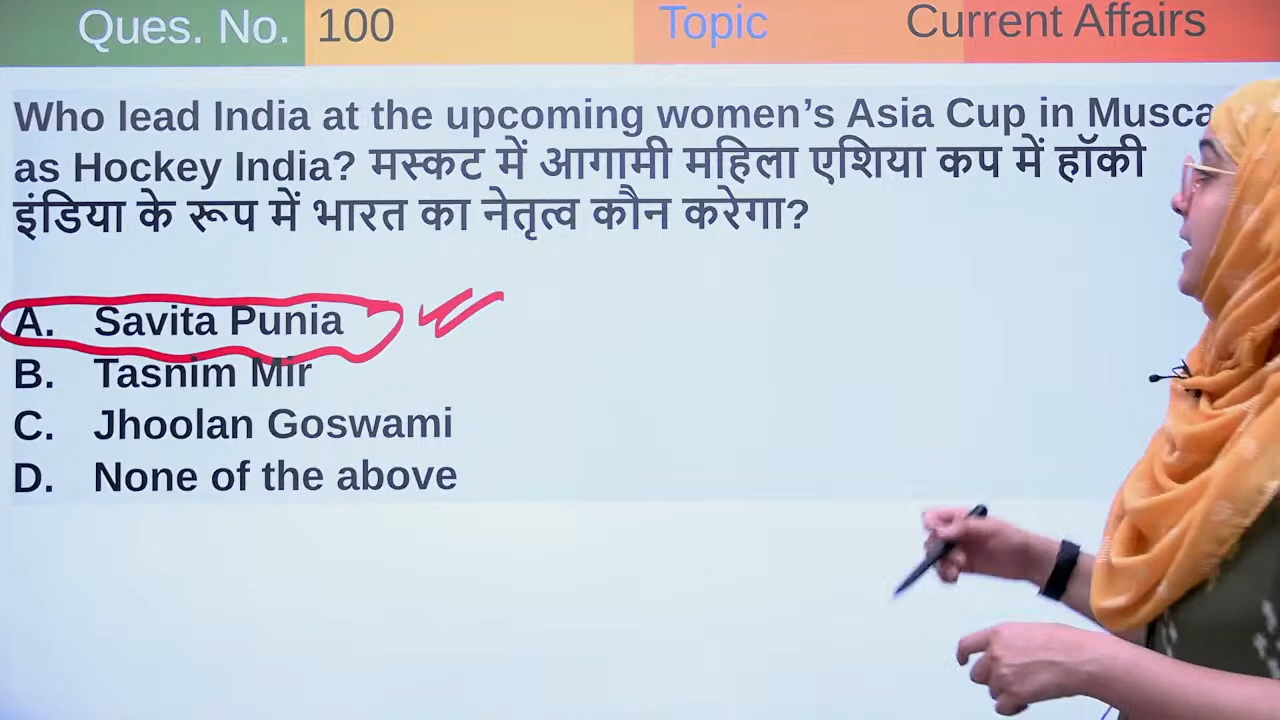 Ques. No. 100 Topic Current Affairs
Who lead India at the upcoming women’s Asia Cup in Musca
as Hockey India? मस्कट में आगामी महिला एशिया कप में हॉकी
इंडिया के रूप में भारत का नेतृत्व कौन करेगा?
A. Savita Punia
B. Tasnim Mir
C. Jhoolan Goswami
D. None of the above